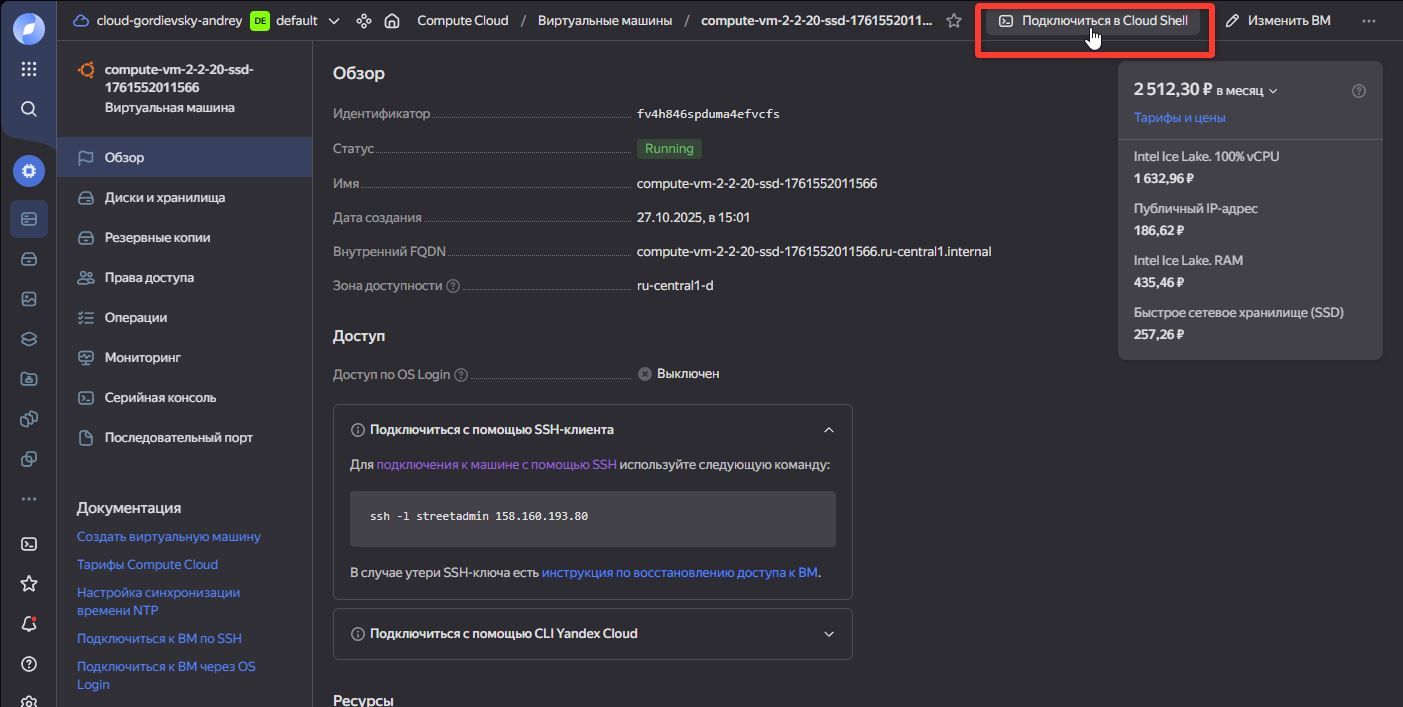 cloud-gordievsky-andrey DE default Compute Cloud / Виртуальные машины / compute-vm-2-2-20-ssd-1761552011... Подключиться в Cloud Shell Изменить ВМ
compute-vm-2-2-20-ssd-
1761552011566
Виртуальная машина
Обзор
Диски и хранилища
Резервные копии
Права доступа
Операции
Мониторинг
Серийная консоль
Последовательный порт
Документация
Создать виртуальную машину
Тарифы Compute Cloud
Настройка синхронизации
времени NTP
Подключиться к ВМ по SSH
Подключиться к ВМ через OS
Login
Обзор
Идентификатор fv4h846spduma4efvcfs
Статус Running
Имя compute-vm-2-2-20-ssd-1761552011566
Дата создания 27.10.2025, в 15:01
Внутренний FQDN compute-vm-2-2-20-ssd-1761552011566.ru-central1.internal
Зона доступности ru-central1-d
Доступ
Доступ по OS Login Выключен
Подключиться с помощью SSH-клиента
Для подключения к машине с помощью SSH используйте следующую команду:
ssh -l streetadmin 158.160.193.80
В случае утери SSH-ключа есть инструкция по восстановлению доступа к ВМ.
Подключиться с помощью CLI Yandex Cloud
Ресурсы
2 512,30 ₽ в месяц
Тарифы и цены
Intel Ice Lake. 100% vCPU
1 632,96 ₽
Публичный IP-адрес
186,62 ₽
Intel Ice Lake. RAM
435,46 ₽
Быстрое сетевое хранилище (SSD)
257,26 ₽